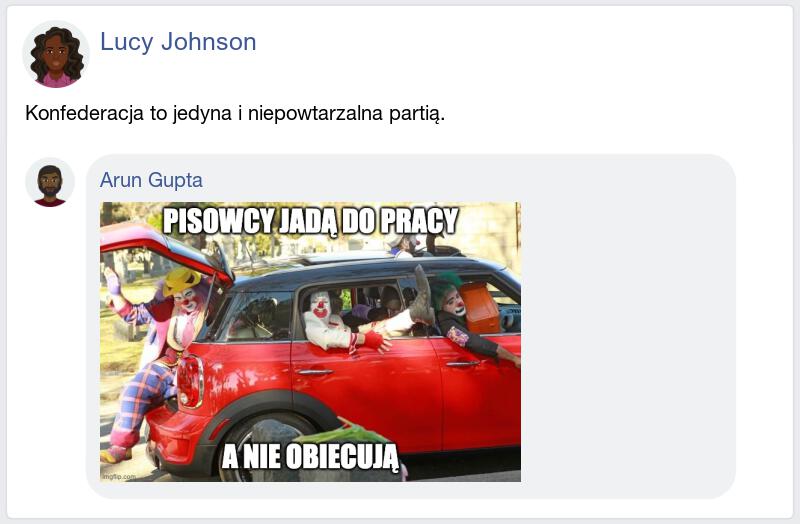 Lucy Johnson
Konfederacja to jedyna i niepowtarzalna partią.
Arun Gupta
PISOWCY JADĄ DO PRACY
A NIE OBIECUJĄ
imgflip.com